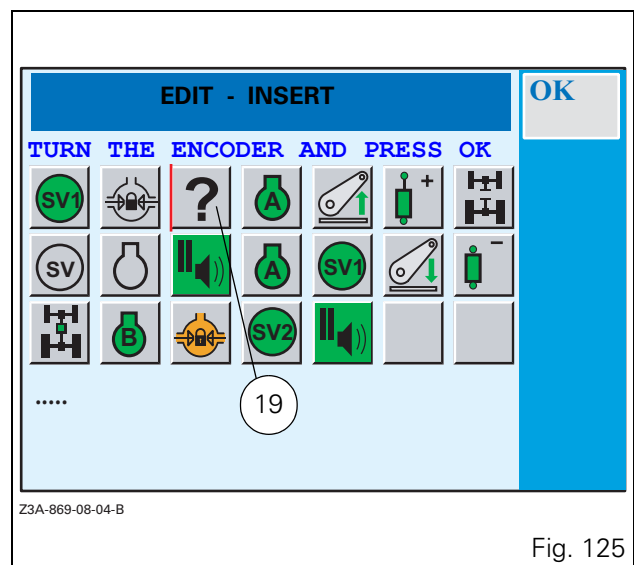 EDIT - INSERT
OK
TURN THE ENCODER AND PRESS OK
SV1 ? A +
SV A SV1 -
B SV2
.....
19
Z3A-869-08-04-B
Fig. 125